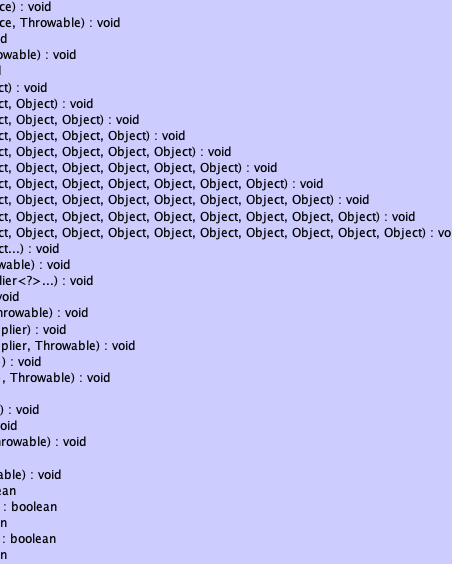 ce) : void
ce, Throwable) : void
d
owable) : void
ct) : void
ct, Object) : void
ct, Object, Object) : void
ct, Object, Object, Object) : void
ct, Object, Object, Object, Object) : void
ct, Object, Object, Object, Object, Object) : void
ct, Object, Object, Object, Object, Object, Object) : void
ct, Object, Object, Object, Object, Object, Object, Object) : void
ct, Object, Object, Object, Object, Object, Object, Object, Object) : void
ct, Object, Object, Object, Object, Object, Object, Object, Object, Object) : vo
ct...) : void
wable) : void
lier<?>...) : void
void
hrowable) : void
plier) : void
plier, Throwable) : void
) : void
, Throwable) : void
) : void
oid
hrowable) : void
able) : void
ean
: boolean
n
: boolean
n